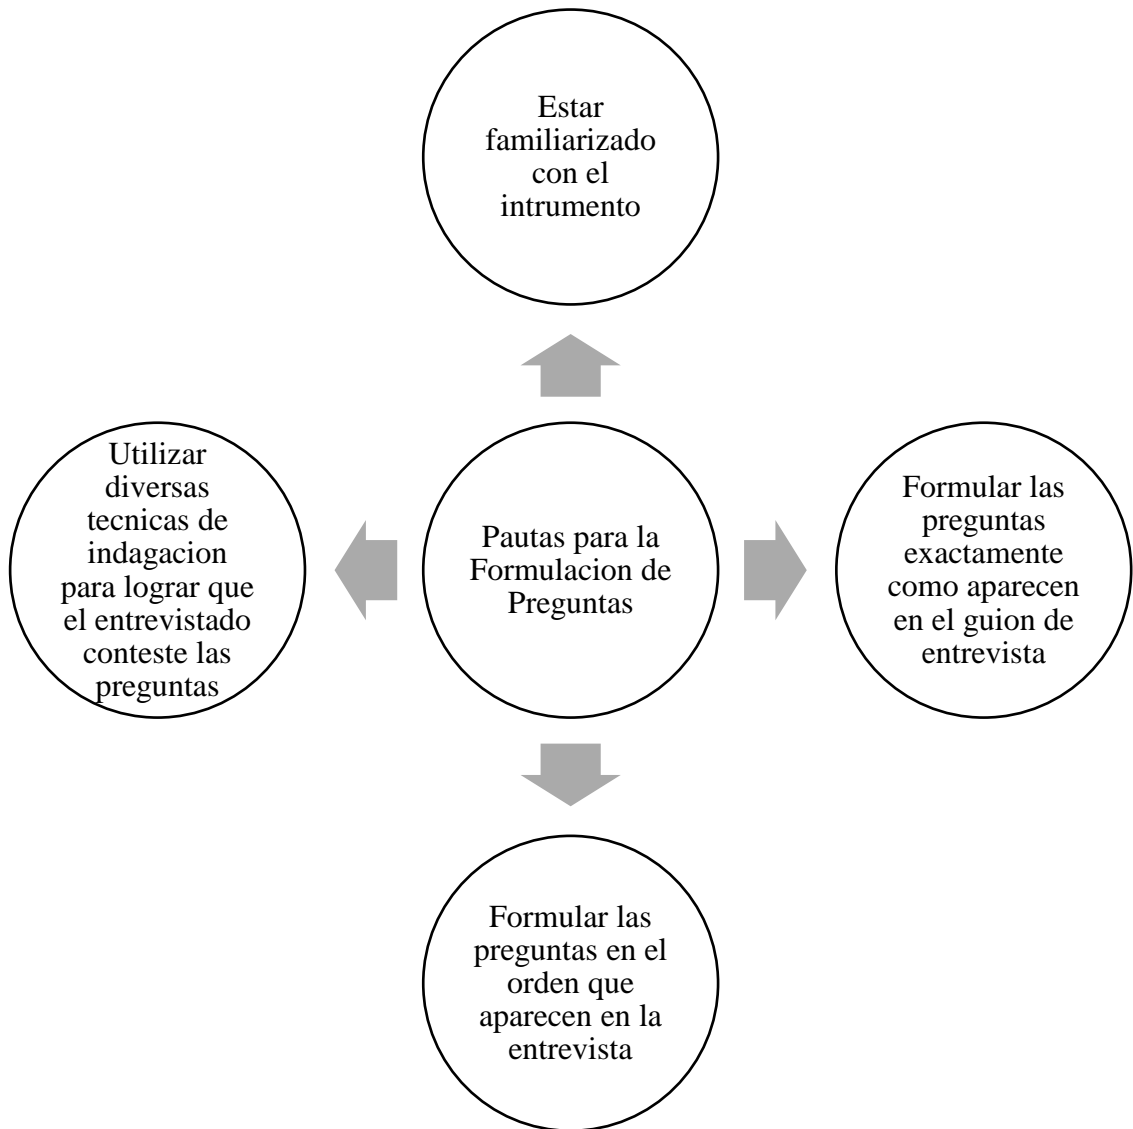 Estar
familiarizado
con el
intrumento
Utilizar
diversas
tecnicas de
indagacion
para lograr que
el entrevistado
conteste las
preguntas
Pautas para la
Formulacion de
Preguntas
Formular las
preguntas
exactamente
como aparecen
en el guion de
entrevista
Formular las
preguntas en el
orden que
aparecen en la
entrevista